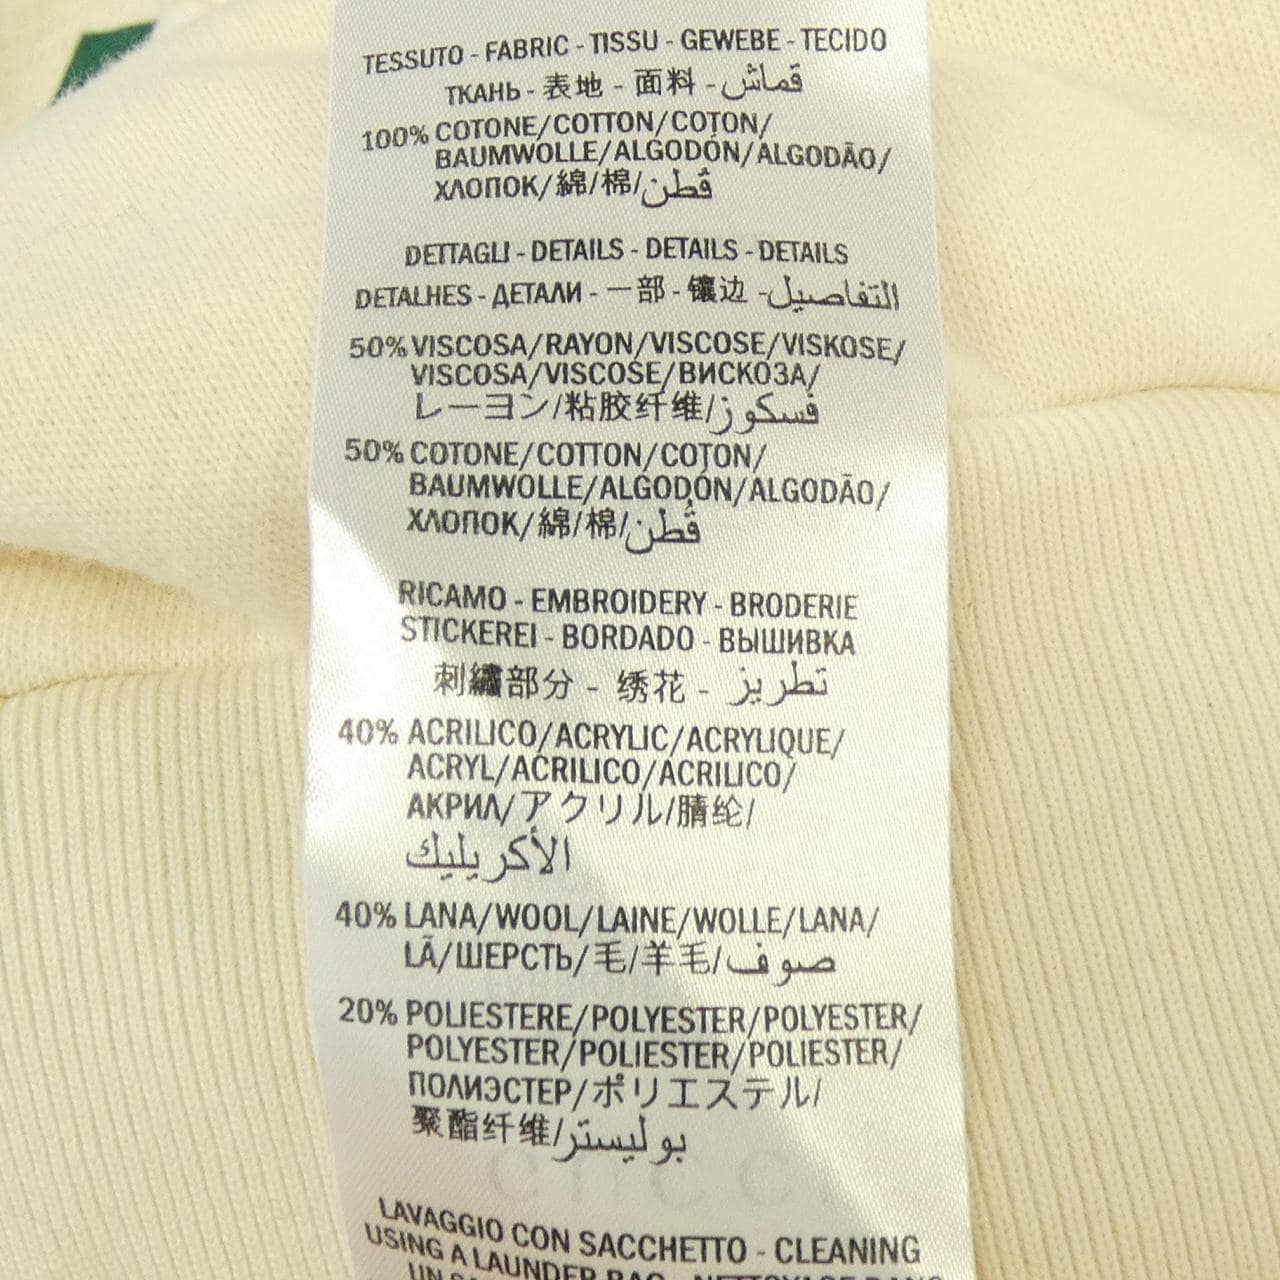 TESSUTO - FABRIC - TISSU - GEWEBE - TECIDO
ТКАНЬ - 表地 - 面料 - قماش
100% COTONE/COTTON/COTON/
BAUMWOLLE/ALGODÓN/ALGODÃO/
ХЛОПОК/綿/棉/قطن
DETTAGLI - DETAILS - DETAILS - DETAILS
DETALHES - ДЕТАЛИ - 一部 - 镶边 - التفاصيل
50% VISCOSA/RAYON/VISCOSE/VISKOSE/
VISCOSA/VISCOSE/ВИСКОЗА/
レーヨン/粘胶纤维/فسكوز
50% COTONE/COTTON/COTON/
BAUMWOLLE/ALGODÓN/ALGODÃO/
ХЛОПОК/綿/棉/قطن
RICAMO - EMBROIDERY - BRODERIE
STICKEREI - BORDADO - ВЫШИВКА
刺繍部分 - 绣花 - تطريز
40% ACRILICO/ACRYLIC/ACRYLIQUE/
ACRYL/ACRILICO/ACRILICO/
АКРИЛ/アクリル/腈纶/
الأكريليك
40% LANA/WOOL/LAINE/WOLLE/LANA/
LÃ/ШЕРСТЬ/毛/羊毛/صوف
20% POLIESTERE/POLYESTER/POLYESTER/
POLYESTER/POLIESTER/POLIESTER/
ПОЛИЭСТЕР/ポリエステル/
聚酯纤维/بوليستر
LAVAGGIO CON SACCHETTO - CLEANING
USING A LAUNDER BAG - NETTOYAGE DANS